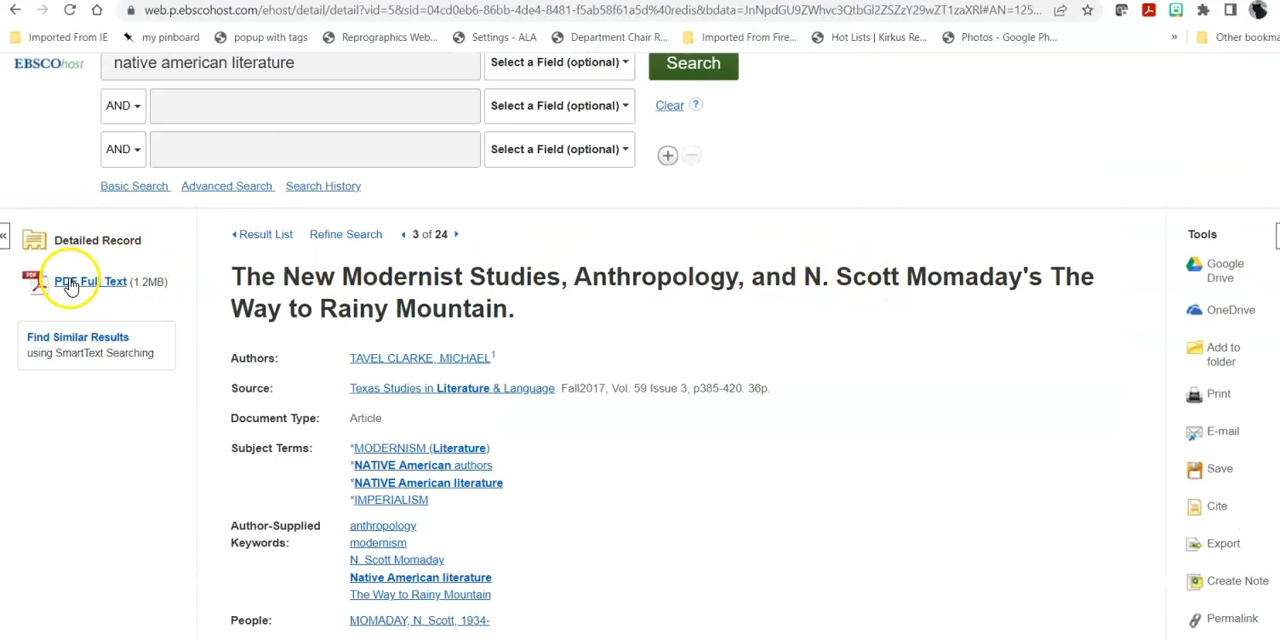 web.p.ebscohost.com/ehost/detail/detail?vid=5&sid=04cd0eb6-86bb-4de4-8481-f5ab58f61a5d%40redis&bdata=JnNpdGU9ZWhvc3QtbGl2ZSZzY29wZT1zaXRl#AN=125...
Imported From IE my pinboard popup with tags Reprographics Web... Settings - ALA Department Chair R... Imported From Fire... Hot Lists | Kirkus Re... Photos - Google Ph... » Other bookma
EBSCOhost native american literature Select a Field (optional) Search
AND Select a Field (optional) Clear ?
AND Select a Field (optional)
Basic Search Advanced Search Search History
«
Detailed Record
PDF Full Text (1.2MB)
Find Similar Results
using SmartText Searching.
Result List Refine Search 3 of 24
The New Modernist Studies, Anthropology, and N. Scott Momaday's The
Way to Rainy Mountain.
Authors: TAVEL CLARKE, MICHAEL1
Source: Texas Studies in Literature & Language. Fall2017, Vol. 59 Issue 3, p385-420. 36p.
Document Type: Article
Subject Terms: *MODERNISM (Literature)
*NATIVE American authors
*NATIVE American literature
*IMPERIALISM
Author-Supplied Keywords: anthropology
modernism
N. Scott Momaday
Native American literature
The Way to Rainy Mountain
People: MOMADAY, N. Scott, 1934-
Tools
Google
Drive
OneDrive
Add to
folder
Print
E-mail
Save
Cite
Export
Create Note
Permalink